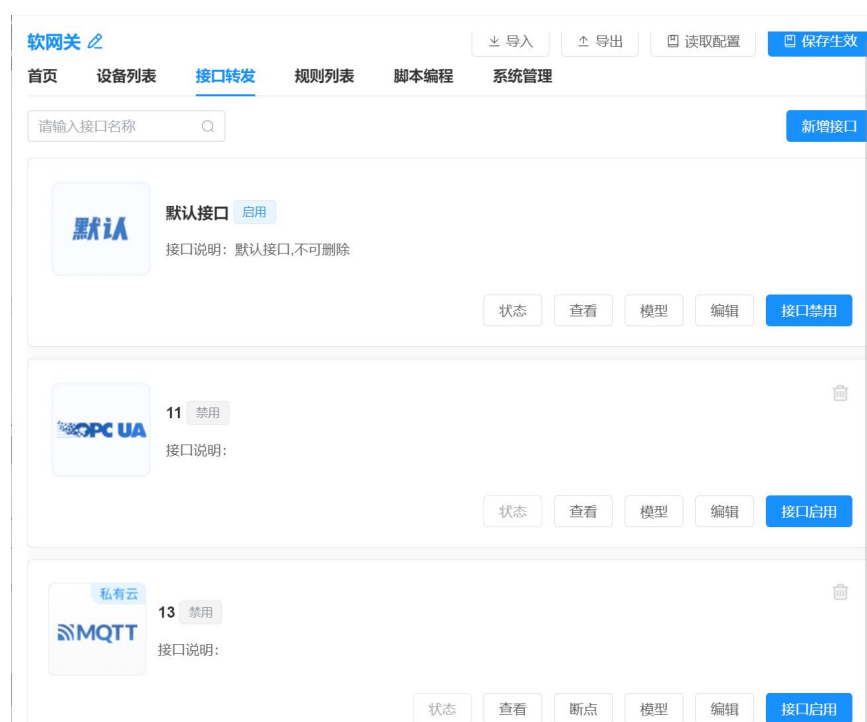 软网关 导入 导出 读取配置 保存生效
首页 设备列表 接口转发 规则列表 脚本编程 系统管理
请输入接口名称 新增接口
默认 默认接口 启用
接口说明：默认接口,不可删除
状态 查看 模型 编辑 接口禁用
OPC UA 11 禁用
接口说明：
状态 查看 模型 编辑 接口启用
私有云
MQTT 13 禁用
接口说明：
状态 查看 断点 模型 编辑 接口启用